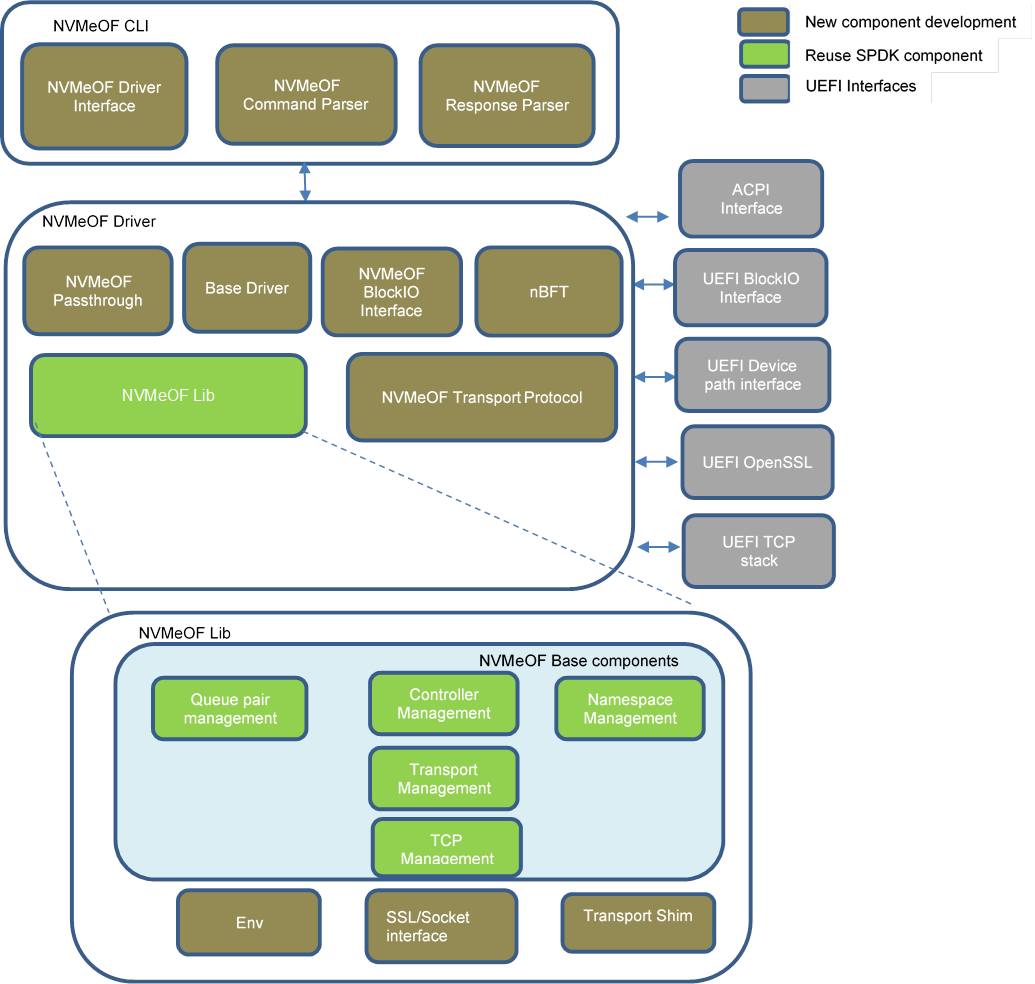 NVMeOF CLI
New component development
Reuse SPDK component
UEFI Interfaces
NVMeOF Driver
Interface
NVMeOF
Command Parser
NVMeOF
Response Parser
NVMeOF Driver
ACPI
Interface
NVMeOF
Passthrough
Base Driver
NVMeOF
BlockIO
Interface
nBFT
UEFI BlockIO
Interface
NVMeOF Lib
NVMeOF Transport Protocol
UEFI Device
path interface
UEFI OpenSSL
UEFI TCP
stack
NVMeOF Lib
NVMeOF Base components
Queue pair
management
Controller
Management
Namespace
Management
Transport
Management
TCP
Management
Env
SSL/Socket
interface
Transport Shim